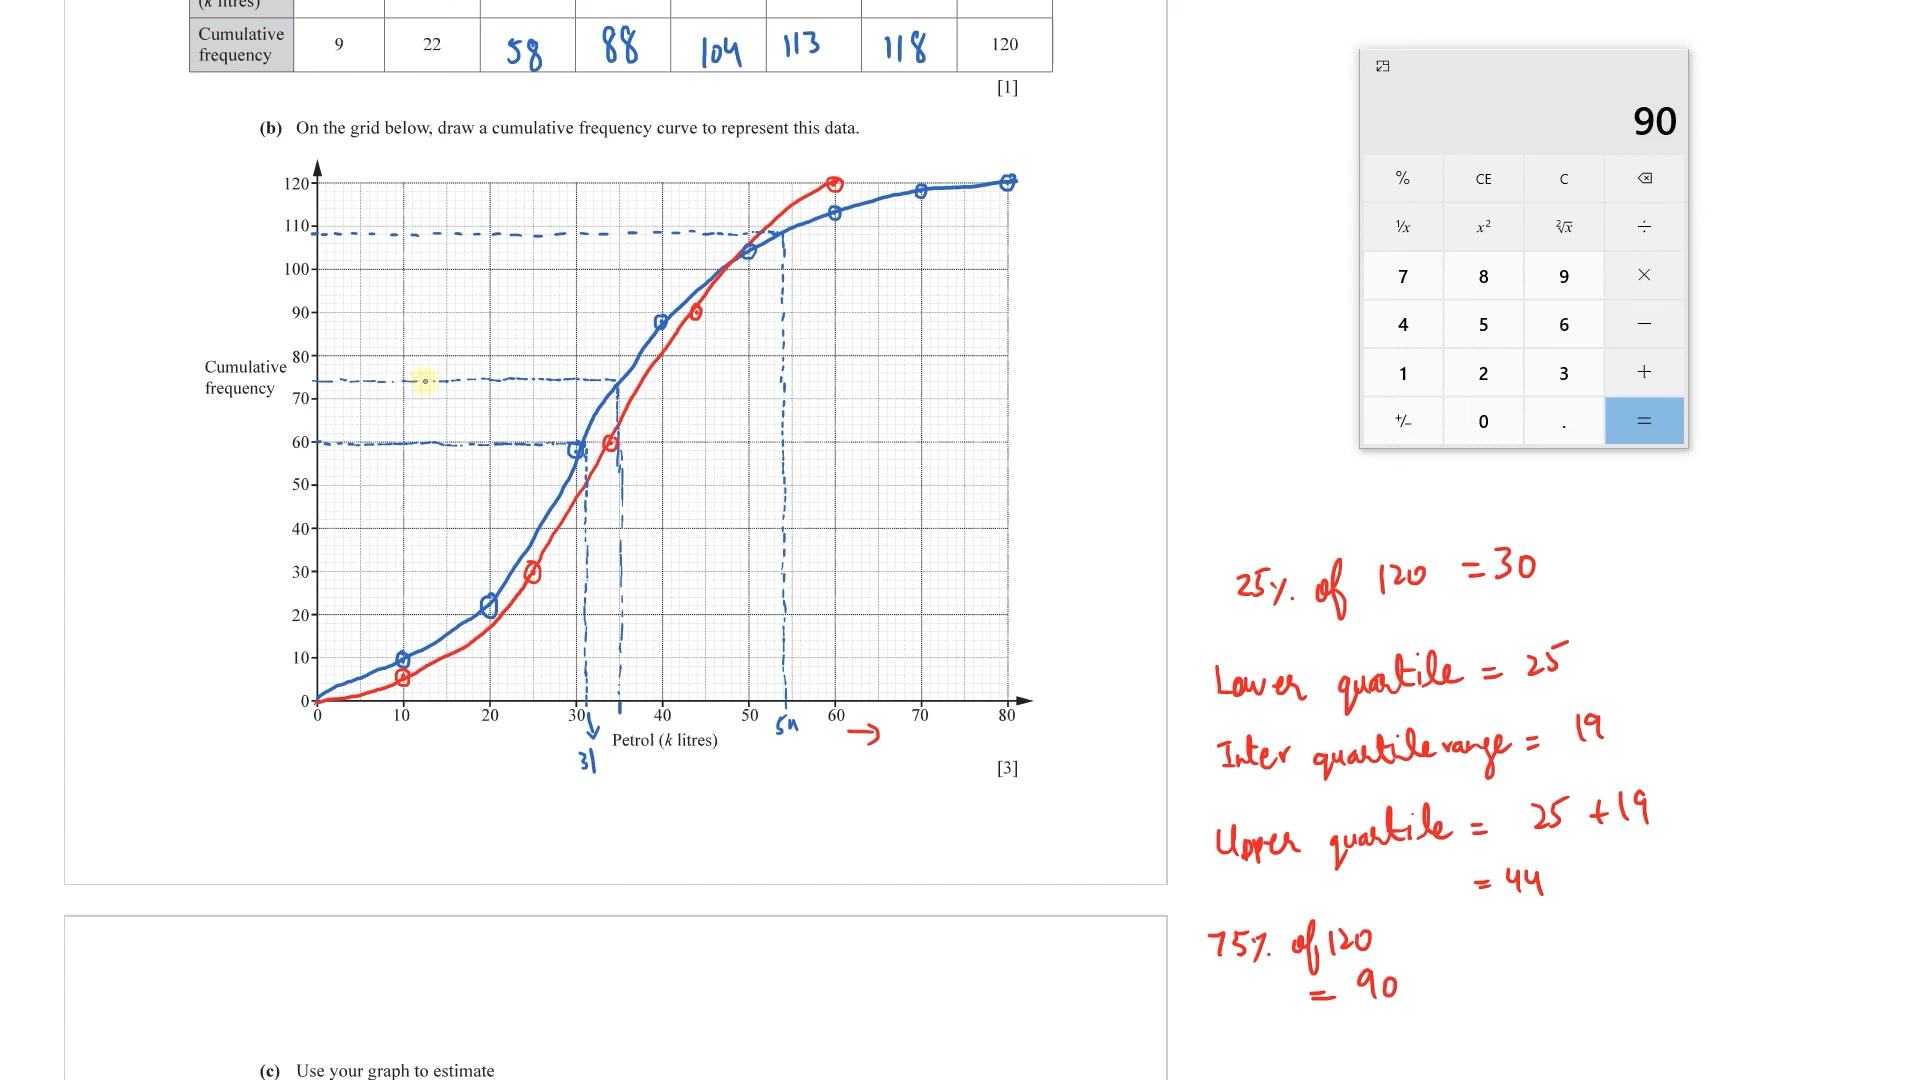 (k litres)
Cumulative frequency 9 22 58 88 104 113 118 120
[1]
(b) On the grid below, draw a cumulative frequency curve to represent this data.
120
110
100
90
80
Cumulative
frequency
70
60
50
40
30
20
10
0
0 10 20 30 40 50 60 70 80
31
54
Petrol (k litres)
[3]
(c) Use your graph to estimate
90
% CE C
¹/x x² ²√x ÷
7 8 9 ×
4 5 6 −
1 2 3 +
+/− 0 . =
25% of 120 = 30
Lower quartile = 25
Inter quartile range = 19
Upper quartile = 25 + 19
= 44
75% of 120
= 90